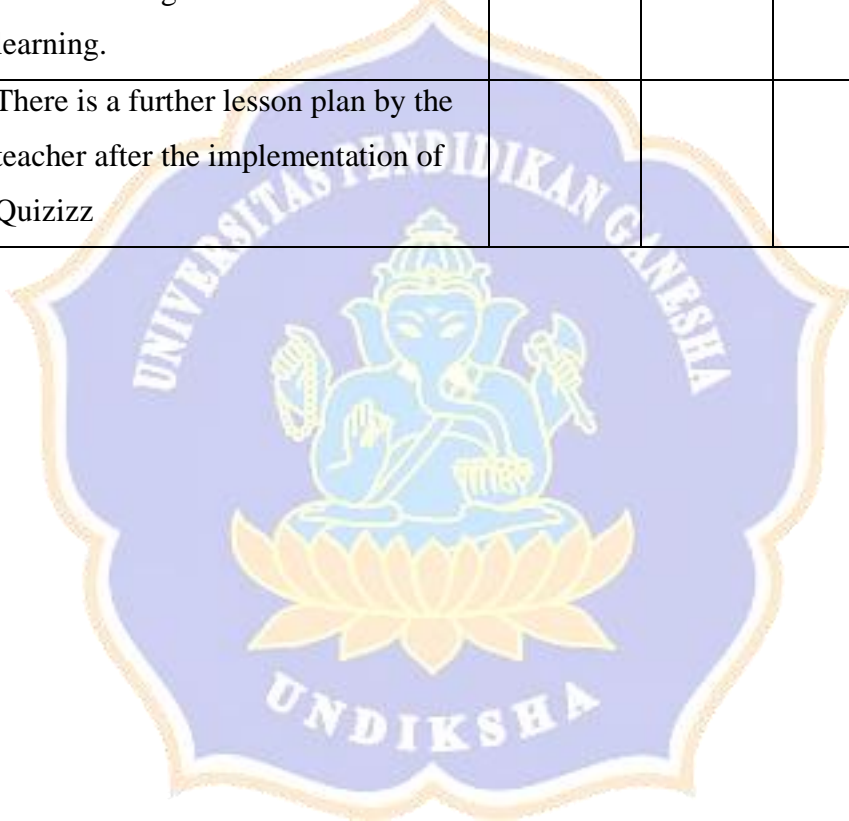 learning.
There is a further lesson plan by the
teacher after the implementation of
Quizizz
UNIVERSITAS PENDIDIKAN GANESHA
UNDIKSHA